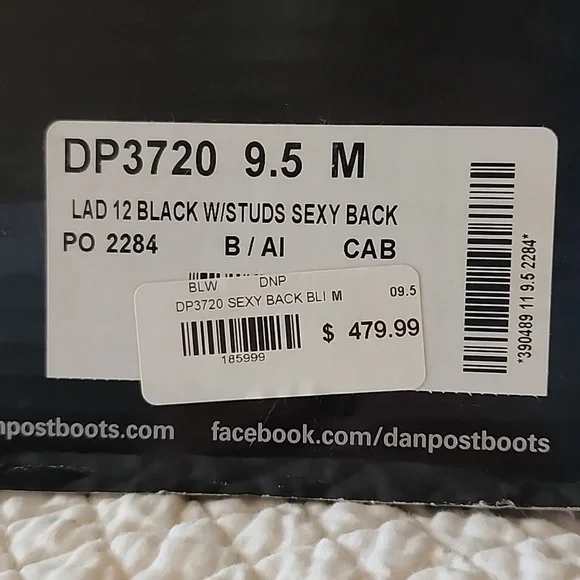 DP3720 9.5 M
LAD 12 BLACK W/STUDS SEXY BACK
PO 2284 B / AI CAB
*390489 11 9.5 2284*
BLW DNP
DP3720 SEXY BACK BLI M 09.5
$ 479.99
185999
npostboots.com facebook.com/danpostboots